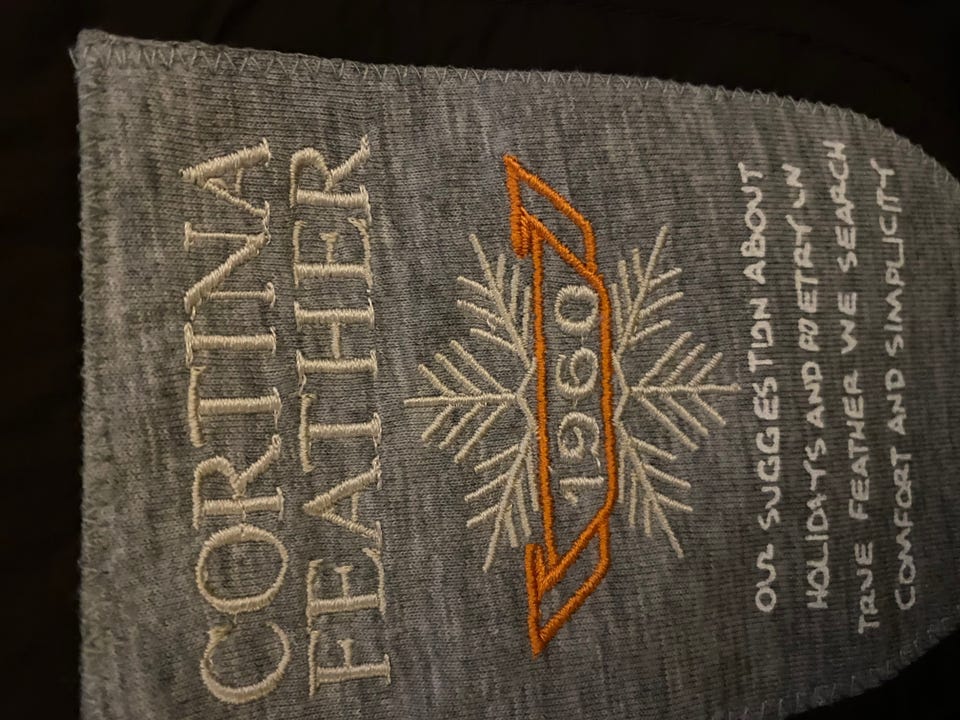 CORTINA
FEATHER
1960
OUR SUGGESTION ABOUT
HOLIDAYS AND POETRY IN
TRUE FEATHER WE SEARCH
COMFORT AND SIMPLICITY